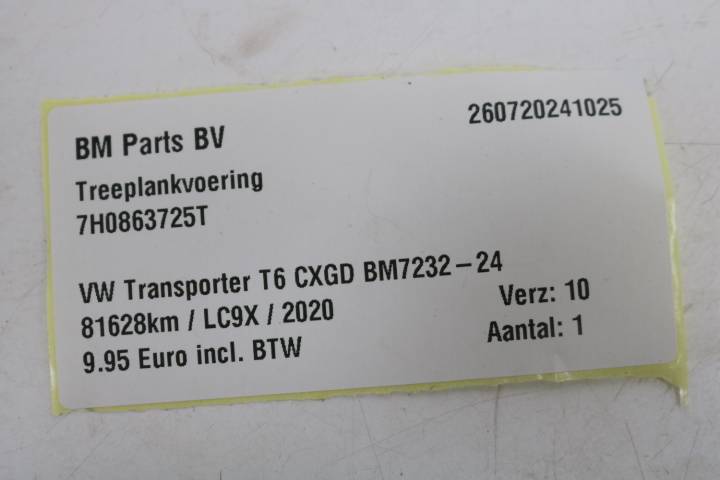 BM Parts BV 260720241025
Treeplankvoering
7H0863725T
VW Transporter T6 CXGD BM7232-24
81628km / LC9X / 2020 Verz: 10
9.95 Euro incl. BTW Aantal: 1